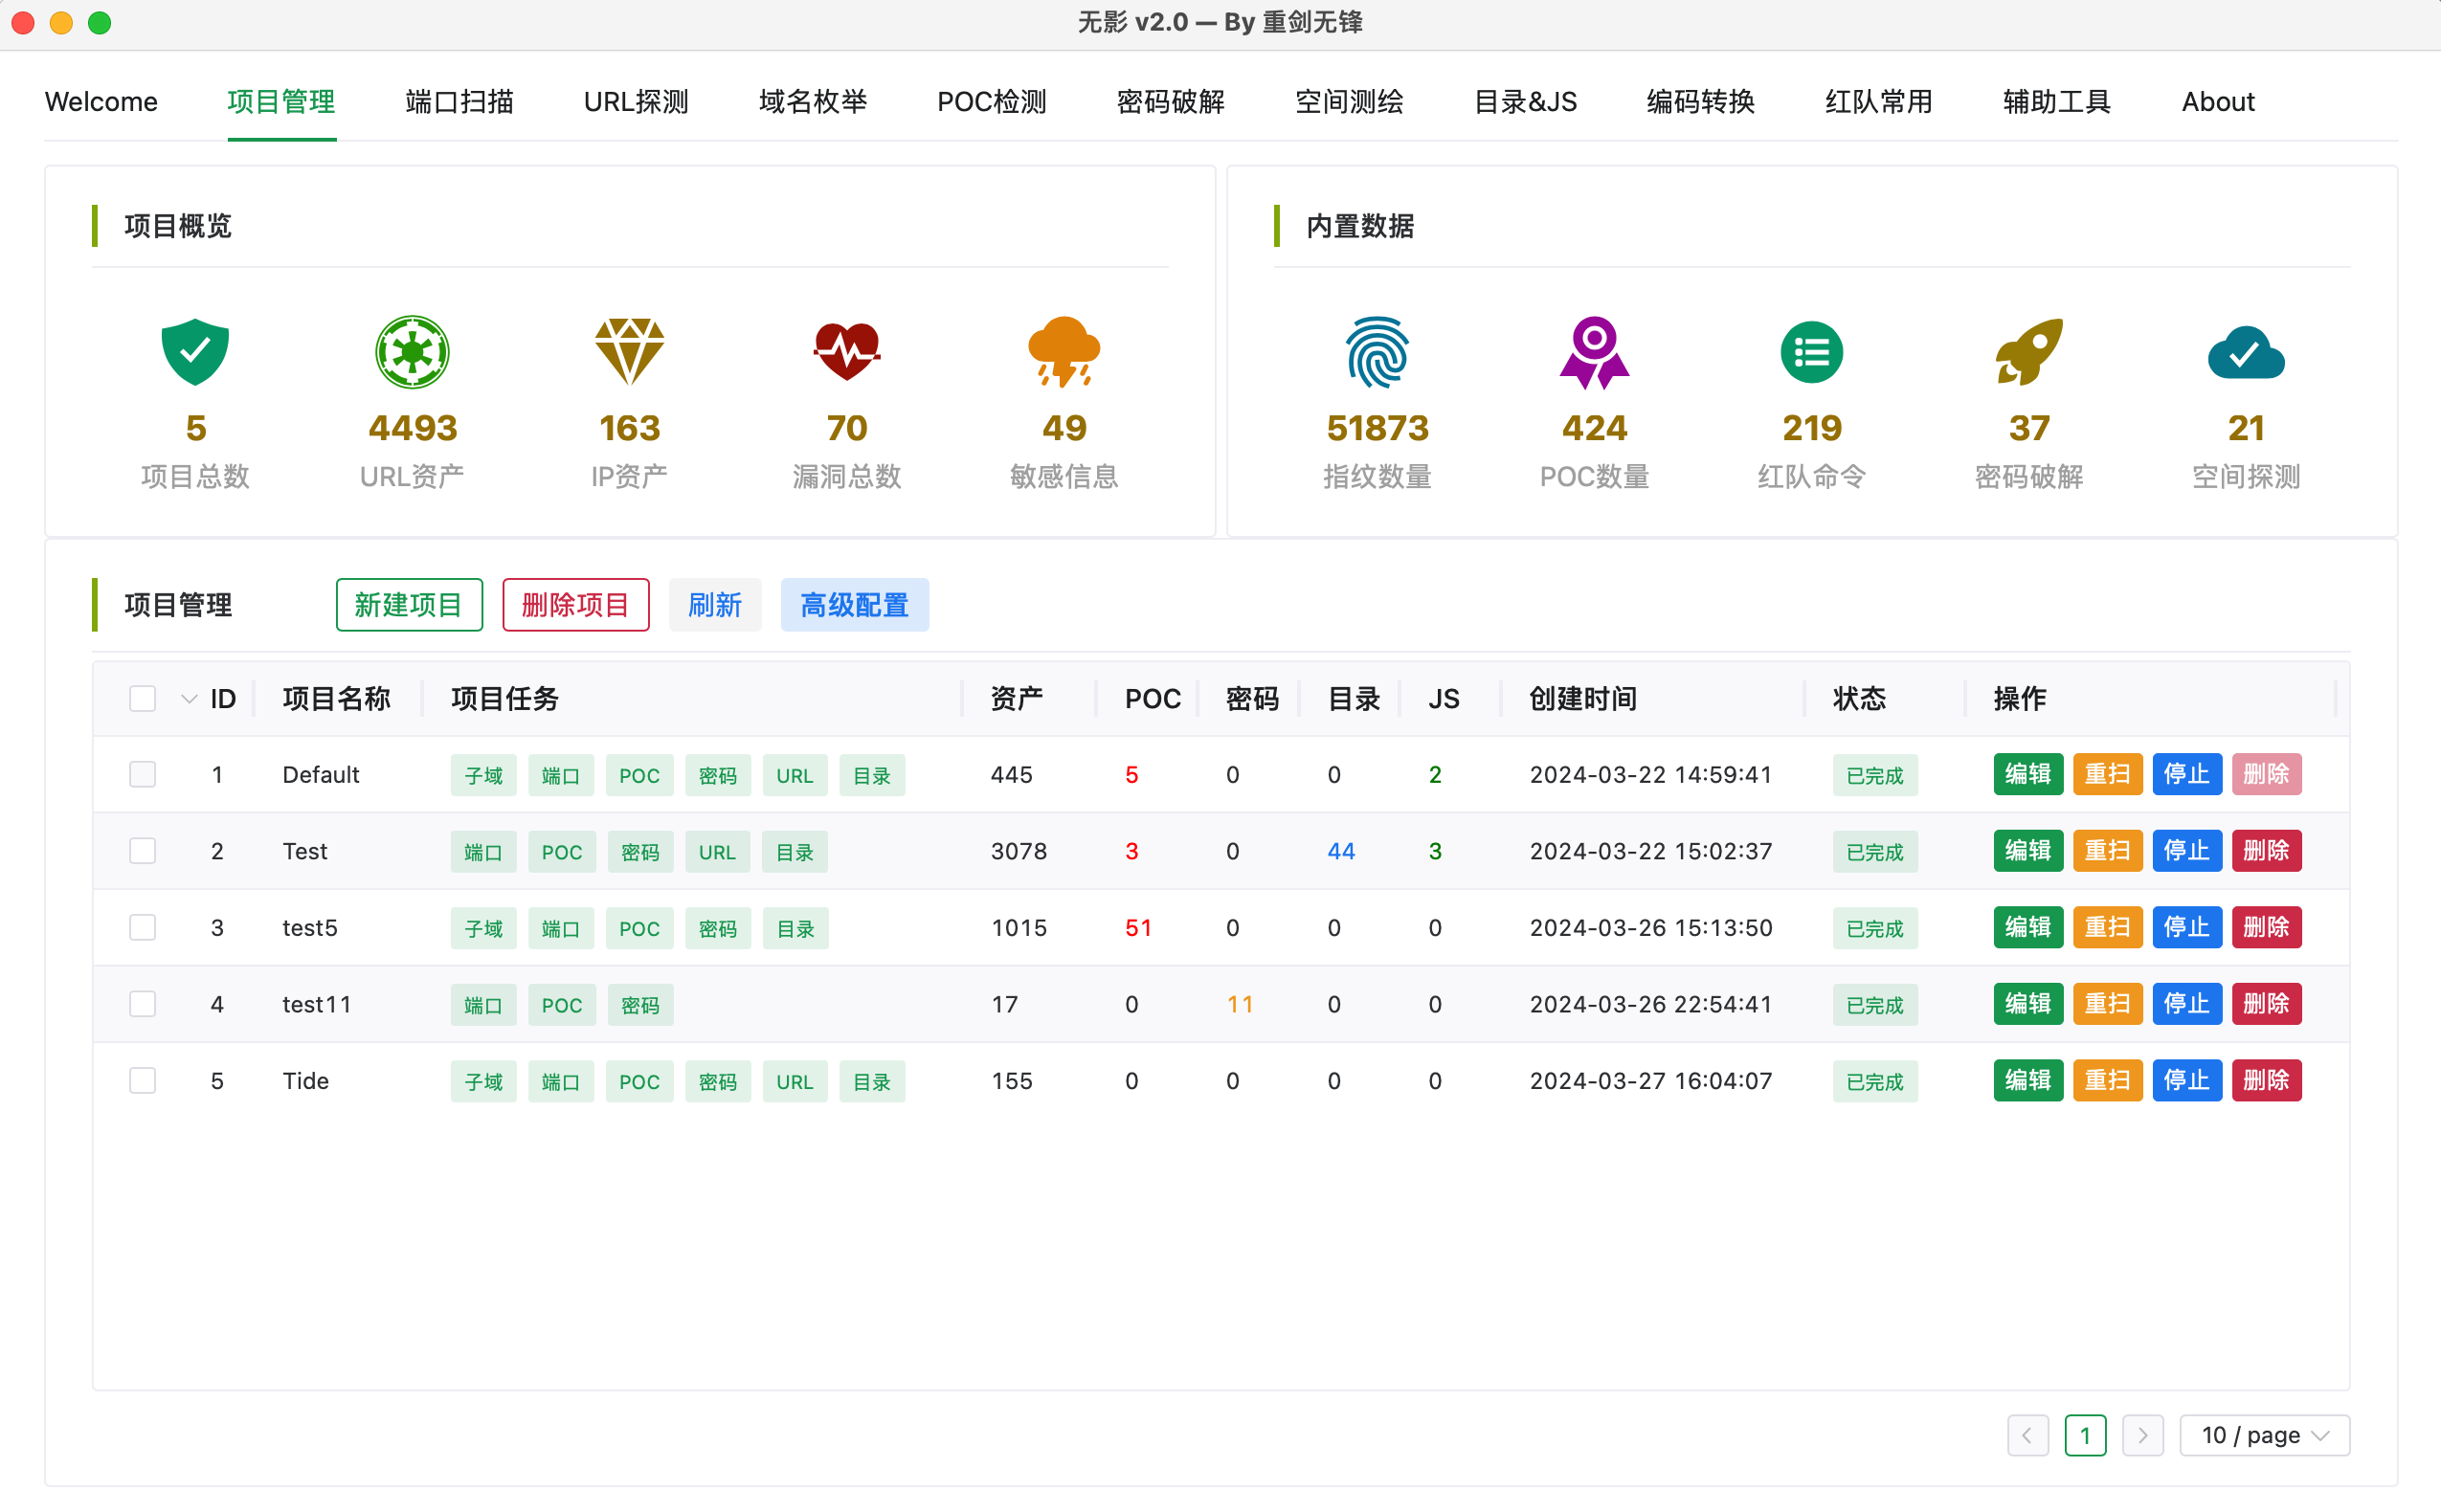 无影 v2.0 — By 重剑无锋
Welcome 项目管理 端口扫描 URL探测 域名枚举 POC检测 密码破解 空间测绘 目录&JS 编码转换 红队常用 辅助工具 About
项目概览
5 4493 163 70 49
项目总数 URL资产 IP资产 漏洞总数 敏感信息
内置数据
51873 424 219 37 21
指纹数量 POC数量 红队命令 密码破解 空间探测
项目管理 新建项目 删除项目 刷新 高级配置
ID 项目名称 项目任务 资产 POC 密码 目录 JS 创建时间 状态 操作
1 Default 子域 端口 POC 密码 URL 目录 445 5 0 0 2 2024-03-22 14:59:41 已完成 编辑 重扫 停止 删除
2 Test 端口 POC 密码 URL 目录 3078 3 0 44 3 2024-03-22 15:02:37 已完成 编辑 重扫 停止 删除
3 test5 子域 端口 POC 密码 目录 1015 51 0 0 0 2024-03-26 15:13:50 已完成 编辑 重扫 停止 删除
4 test11 端口 POC 密码 17 0 11 0 0 2024-03-26 22:54:41 已完成 编辑 重扫 停止 删除
5 Tide 子域 端口 POC 密码 URL 目录 155 0 0 0 0 2024-03-27 16:04:07 已完成 编辑 重扫 停止 删除
1 10 / page